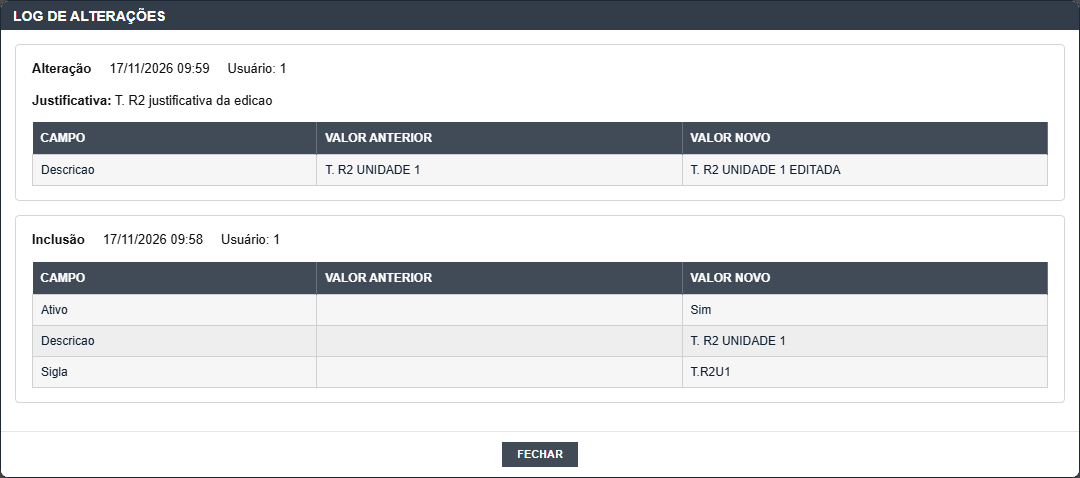 LOG DE ALTERAÇÕES
Alteração 17/11/2026 09:59 Usuário: 1
Justificativa: T. R2 justificativa da edicao
CAMPO VALOR ANTERIOR VALOR NOVO
Descricao T. R2 UNIDADE 1 T. R2 UNIDADE 1 EDITADA
Inclusão 17/11/2026 09:58 Usuário: 1
CAMPO VALOR ANTERIOR VALOR NOVO
Ativo Sim
Descricao T. R2 UNIDADE 1
Sigla T.R2U1
FECHAR